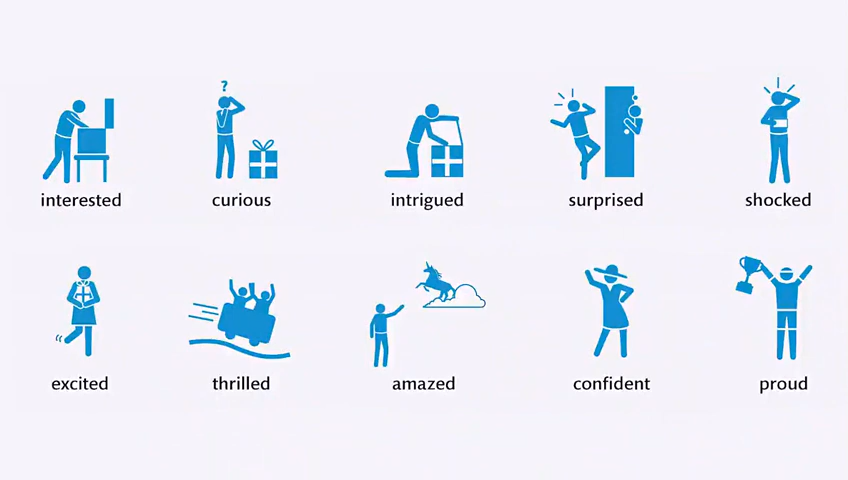 ?
interested curious intrigued surprised shocked
excited thrilled amazed confident proud